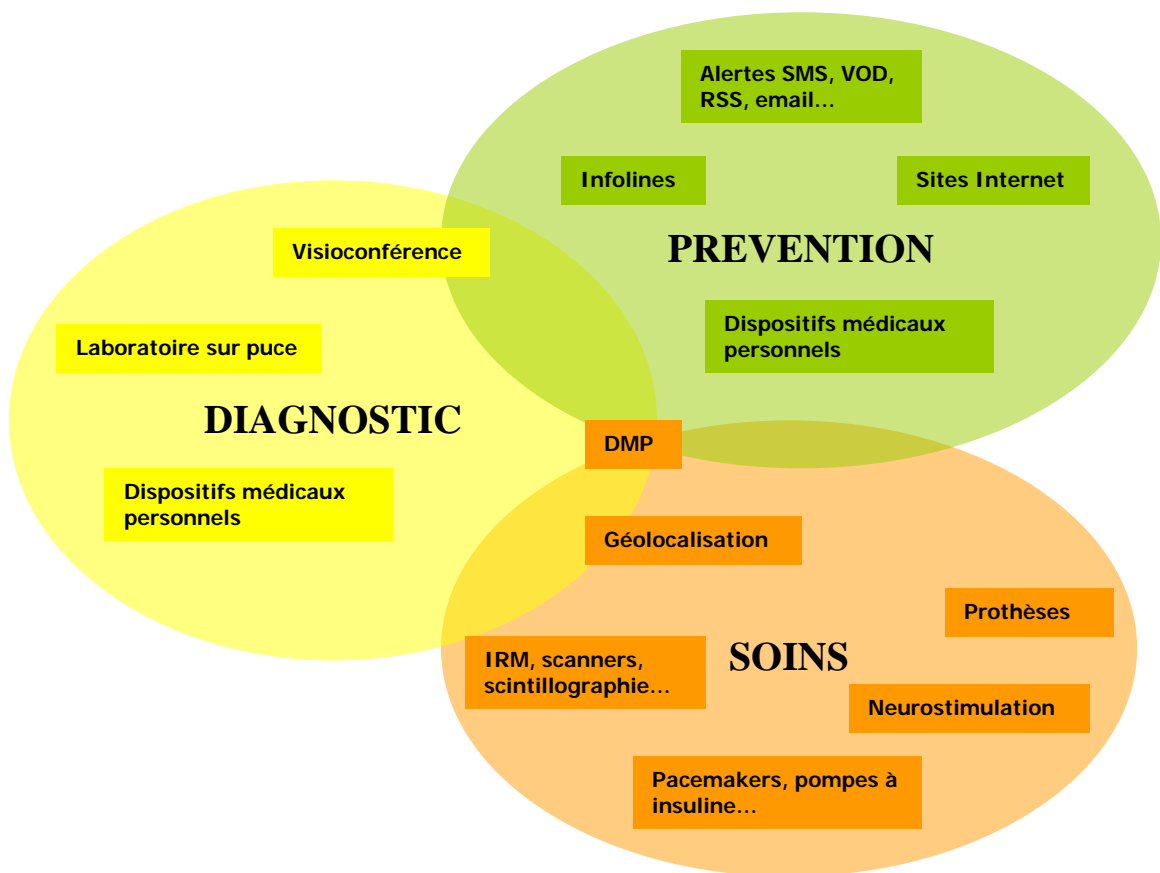 Alertes SMS, VOD,
RSS, email…
Infolines
Sites Internet
PREVENTION
Visioconférence
Dispositifs médicaux
personnels
Laboratoire sur puce
DIAGNOSTIC
DMP
Dispositifs médicaux
personnels
Géolocalisation
Prothèses
IRM, scanners,
scintillographie…
SOINS
Neurostimulation
Pacemakers, pompes à
insuline…